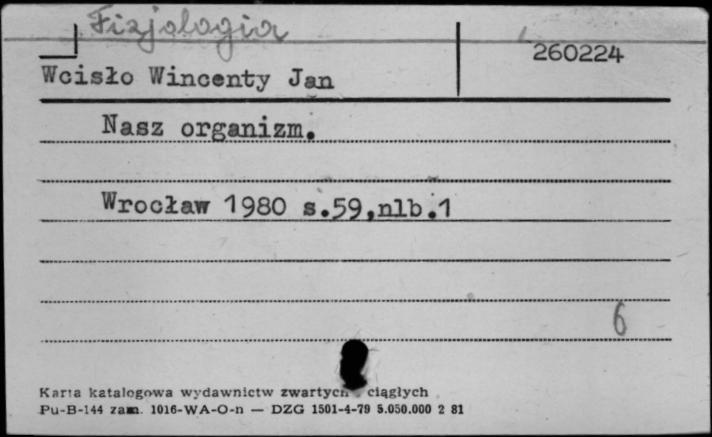 Fizjologia
260224
Wcisło Wincenty Jan
Nasz organizm.
Wrocław 1980 s.59,nlb.1
6
Karta katalogowa wydawnictw zwartych ciągłych
Pu-B-144 zam. 1016-WA-O-n — DZG 1501-4-79 5.050.000 2 81